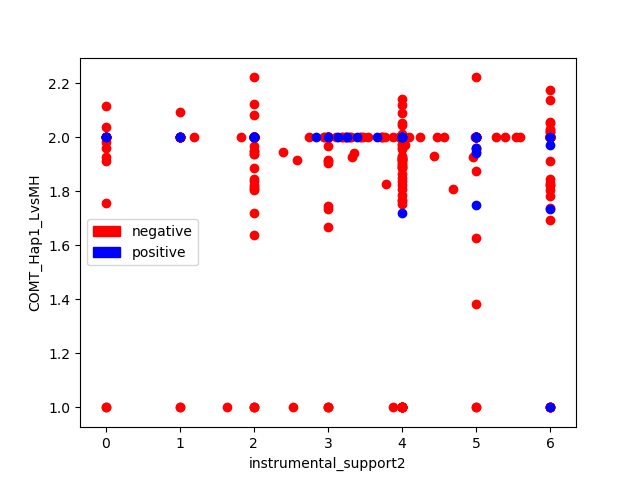 2.2
2.0
1.8
1.6
1.4
1.2
1.0
COMT_Hap1_LvsMH
negative
positive
0 1 2 3 4 5 6
instrumental_support2